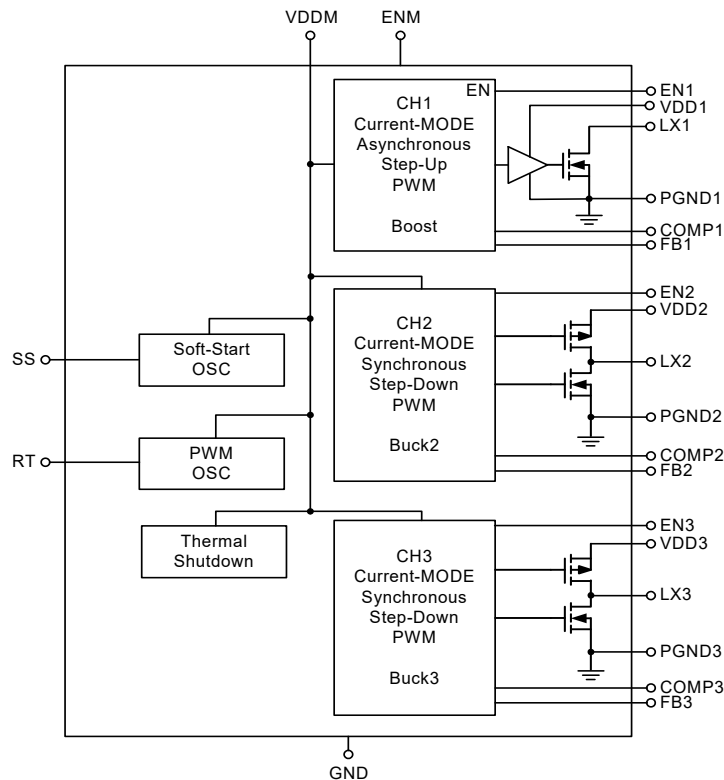 VDDM
ENM
EN
CH1
Current-MODE
Asynchronous
Step-Up
PWM
Boost
EN1
VDD1
LX1
PGND1
COMP1
FB1
SS
Soft-Start
OSC
CH2
Current-MODE
Synchronous
Step-Down
PWM
Buck2
EN2
VDD2
LX2
PGND2
COMP2
FB2
RT
PWM
OSC
Thermal
Shutdown
CH3
Current-MODE
Synchronous
Step-Down
PWM
Buck3
EN3
VDD3
LX3
PGND3
COMP3
FB3
GND